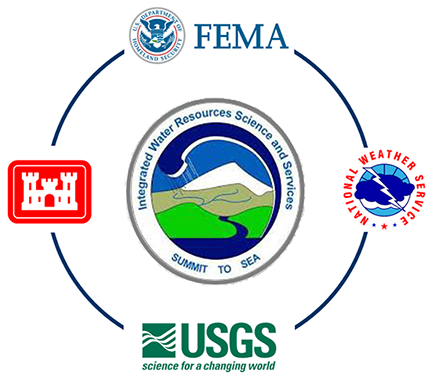 U.S. DEPARTMENT OF
HOMELAND SECURITY
FEMA
Integrated Water Resources Science and Services
SUMMIT TO SEA
NATIONAL WEATHER SERVICE
USGS
science for a changing world